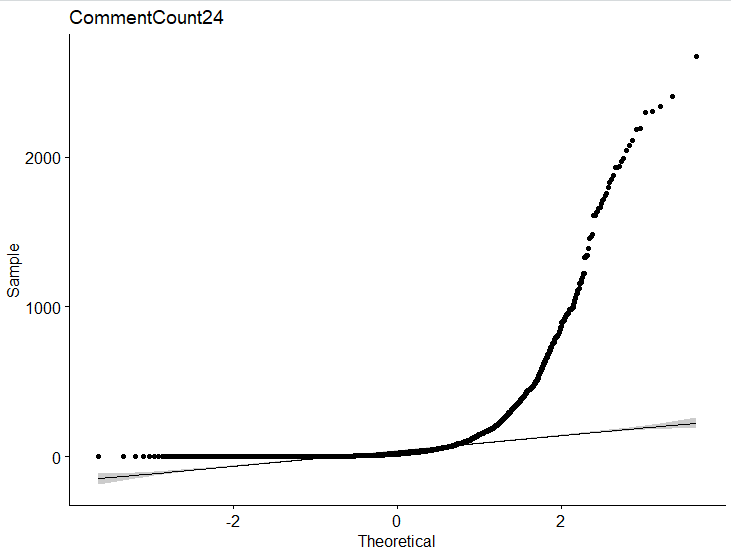 CommentCount24
2000
1000
0
Sample
-2 0 2
Theoretical